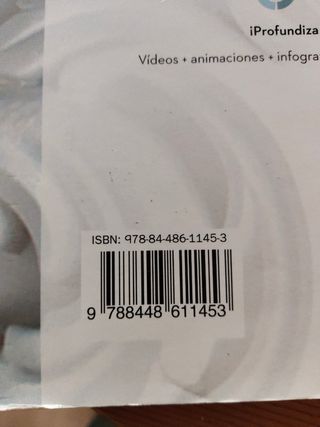 iProfundiza
Vídeos + animaciones + infogra
ISBN: 978-84-486-1145-3
9 788448 611453